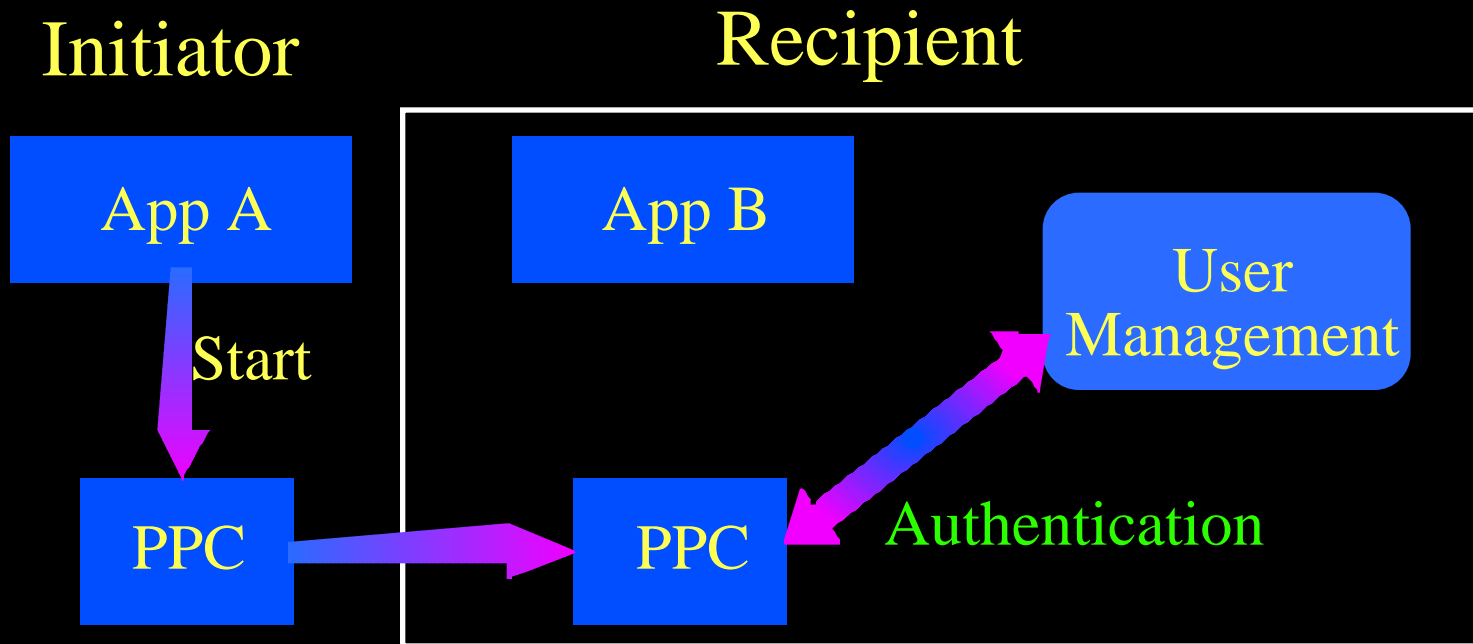 Initiator
Recipient
App A
App B
User
Management
Start
Authentication
PPC
PPC